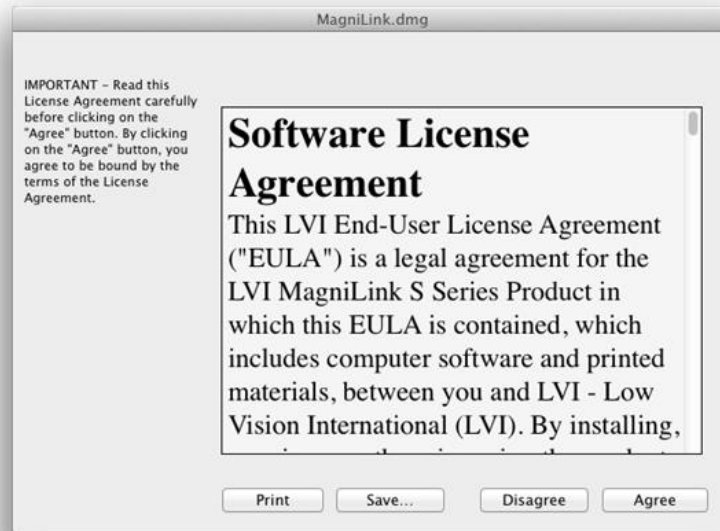 MagniLink.dmg
IMPORTANT - Read this
License Agreement carefully
before clicking on the
"Agree" button. By clicking
on the "Agree" button, you
agree to be bound by the
terms of the License
Agreement.
Software License
Agreement
This LVI End-User License Agreement
("EULA") is a legal agreement for the
LVI MagniLink S Series Product in
which this EULA is contained, which
includes computer software and printed
materials, between you and LVI - Low
Vision International (LVI). By installing,
Print
Save...
Disagree
Agree